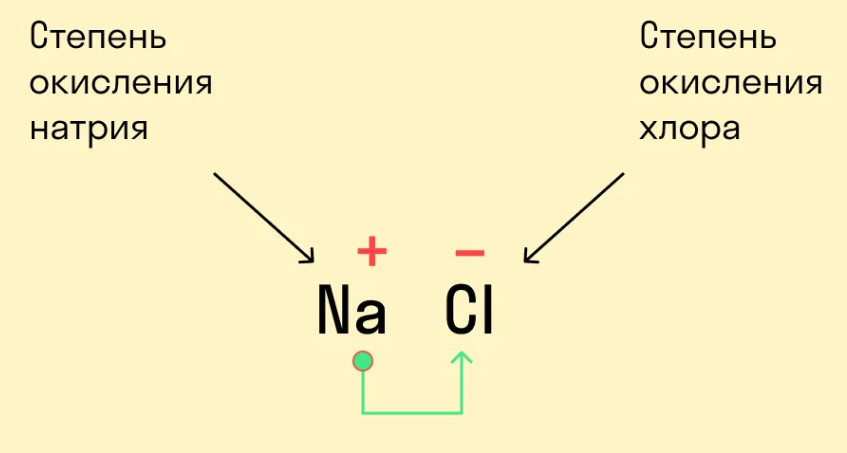 Степень
окисления
натрия
Степень
окисления
хлора
+ −
Na Cl